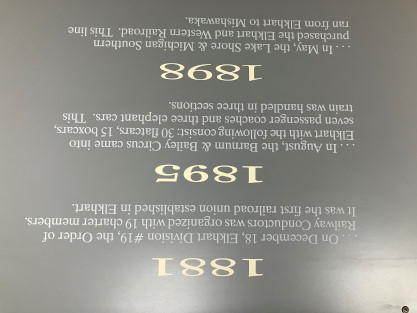 1881
. . . On December 18, Elkhart Division #19, the Order of
Railway Conductors was organized with 19 charter members.
It was the first railroad union established in Elkhart.
1895
. . . In August, the Barnum & Bailey Circus came into
Elkhart with the following consist: 30 flatcars, 15 boxcars,
seven passenger coaches and three elephant cars. This
train was handled in three sections.
1898
. . . In May, the Lake Shore & Michigan Southern
purchased the Elkhart and Western Railroad. This line
ran from Elkhart to Mishawaka.